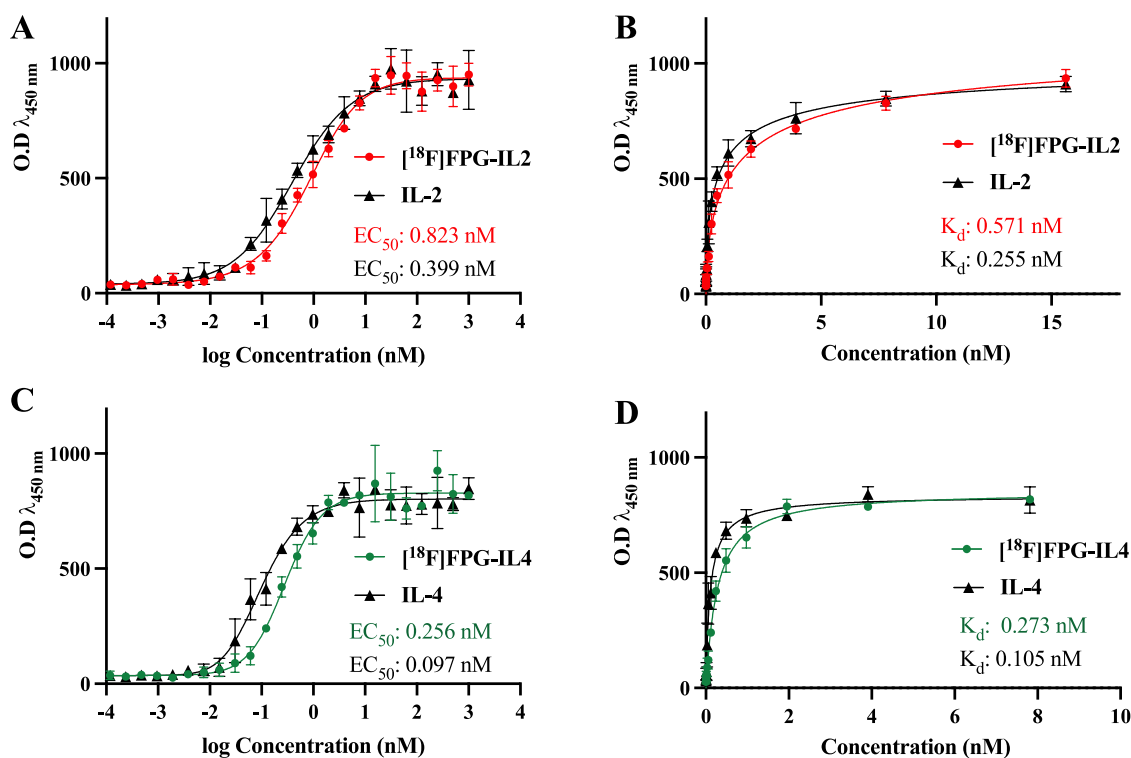 A
1000
500
0
O.D λ450 nm
[18F]FPG-IL2
IL-2
EC50: 0.823 nM
EC50: 0.399 nM
-4 -3 -2 -1 0 1 2 3 4
log Concentration (nM)
B
1000
500
0
O.D λ450 nm
[18F]FPG-IL2
IL-2
Kd: 0.571 nM
Kd: 0.255 nM
0 5 10 15
Concentration (nM)
C
1000
500
0
O.D λ450 nm
[18F]FPG-IL4
IL-4
EC50: 0.256 nM
EC50: 0.097 nM
-4 -3 -2 -1 0 1 2 3 4
log Concentration (nM)
D
1000
500
0
O.D λ450 nm
[18F]FPG-IL4
IL-4
Kd: 0.273 nM
Kd: 0.105 nM
0 2 4 6 8 10
Concentration (nM)